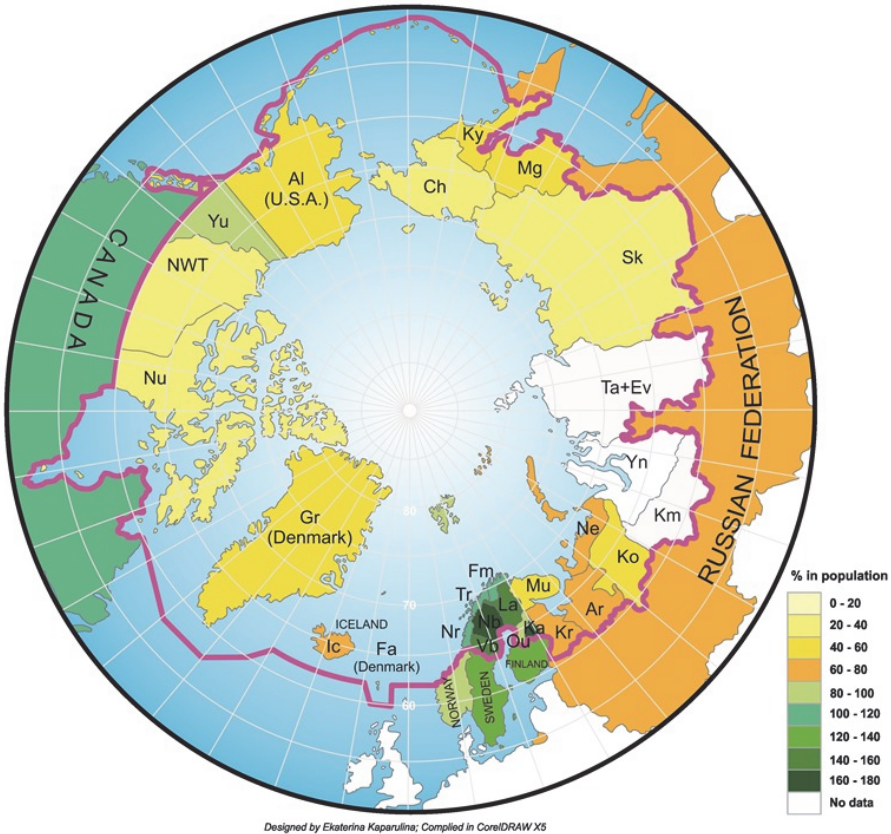 Ky
Mg
Al
(U.S.A.)
Ch
Yu
CANADA
NWT
Sk
Nu
Ta+Ev
RUSSIAN FEDERATION
Yn
Km
80
Gr
(Denmark)
Ne
Ko
Fm
Mu
Tr
La
70
Ar
Nb
Ka
Nr
Kr
ICELAND
Ic
Fa
(Denmark)
Vb
Ou
FINLAND
NORWAY
SWEDEN
60
% in population
0 - 20
20 - 40
40 - 60
60 - 80
80 - 100
100 - 120
120 - 140
140 - 160
160 - 180
No data
Designed by Ekaterina Kaparulina; Complied in CorelDRAW X5